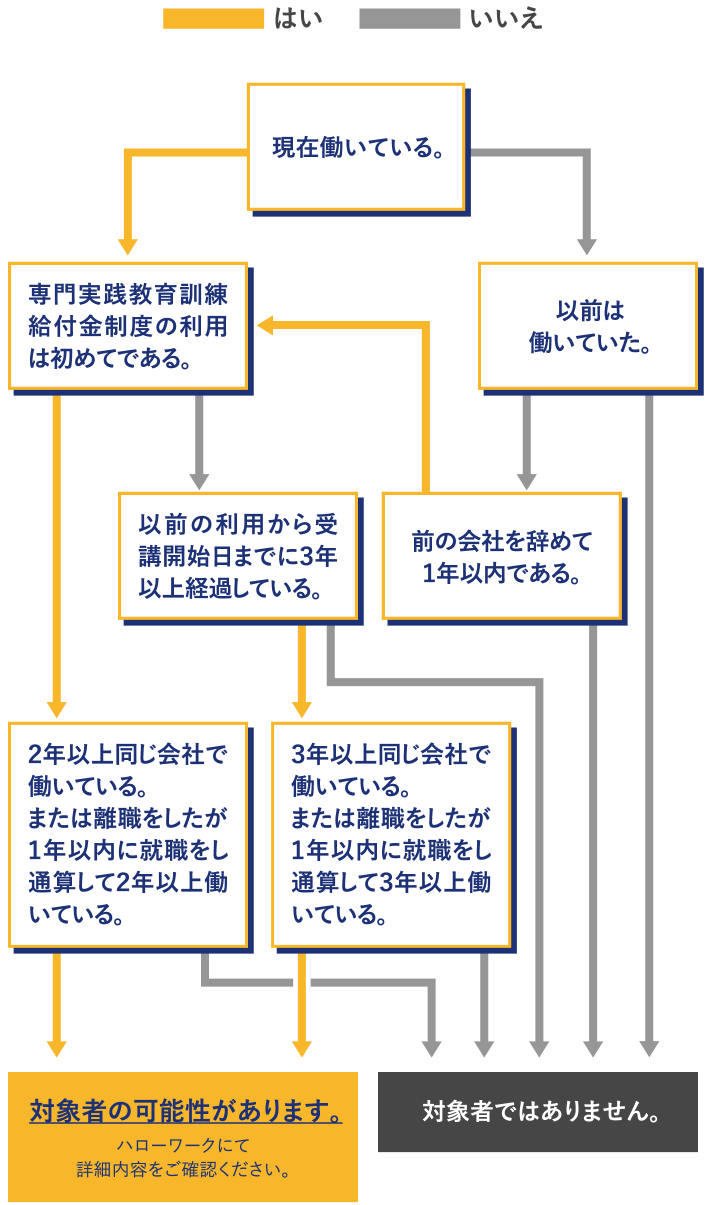 はい
いいえ
現在働いている。
専門実践教育訓練
給付金制度の利用
は初めてである。
以前は
働いていた。
以前の利用から受
講開始日までに3年
以上経過している。
前の会社を辞めて
1年以内である。
2年以上同じ会社で
働いている。
または離職をしたが
1年以内に就職をし
通算して2年以上働
いている。
3年以上同じ会社で
働いている。
または離職をしたが
1年以内に就職をし
通算して3年以上働
いている。
対象者の可能性があります。
ハローワークにて
詳細内容をご確認ください。
対象者ではありません。